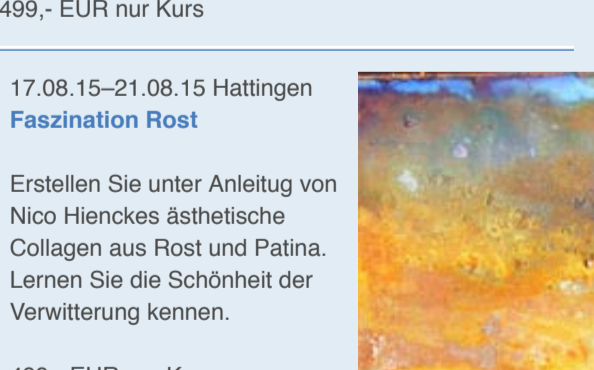 499,- EUR nur Kurs
17.08.15–21.08.15 Hattingen
Faszination Rost
Erstellen Sie unter Anleitug von
Nico Hienckes ästhetische
Collagen aus Rost und Patina.
Lernen Sie die Schönheit der
Verwitterung kennen.